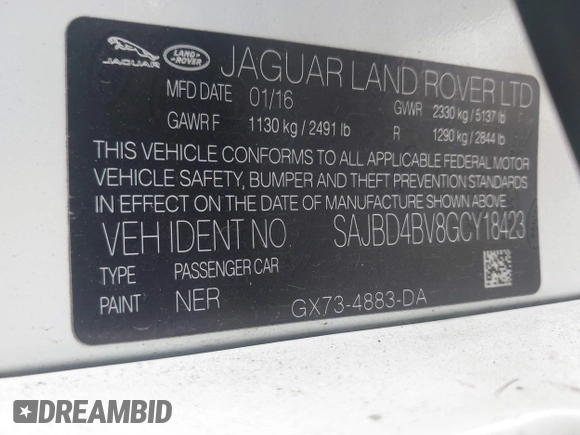 JAGUAR LAND-ROVER JAGUAR LAND ROVER LTD
MFD DATE 01/16 GVWR 2330 kg / 5137 lb
GAWR F 1130 kg / 2491 lb R 1290 kg / 2844 lb
THIS VEHICLE CONFORMS TO ALL APPLICABLE FEDERAL MOTOR
VEHICLE SAFETY, BUMPER AND THEFT PREVENTION STANDARDS
IN EFFECT ON THE DATE OF MANUFACTURE SHOWN ABOVE.
VEH IDENT NO SAJBD4BV8GCY18423
TYPE PASSENGER CAR
PAINT NER GX73-4883-DA
DREAMBID